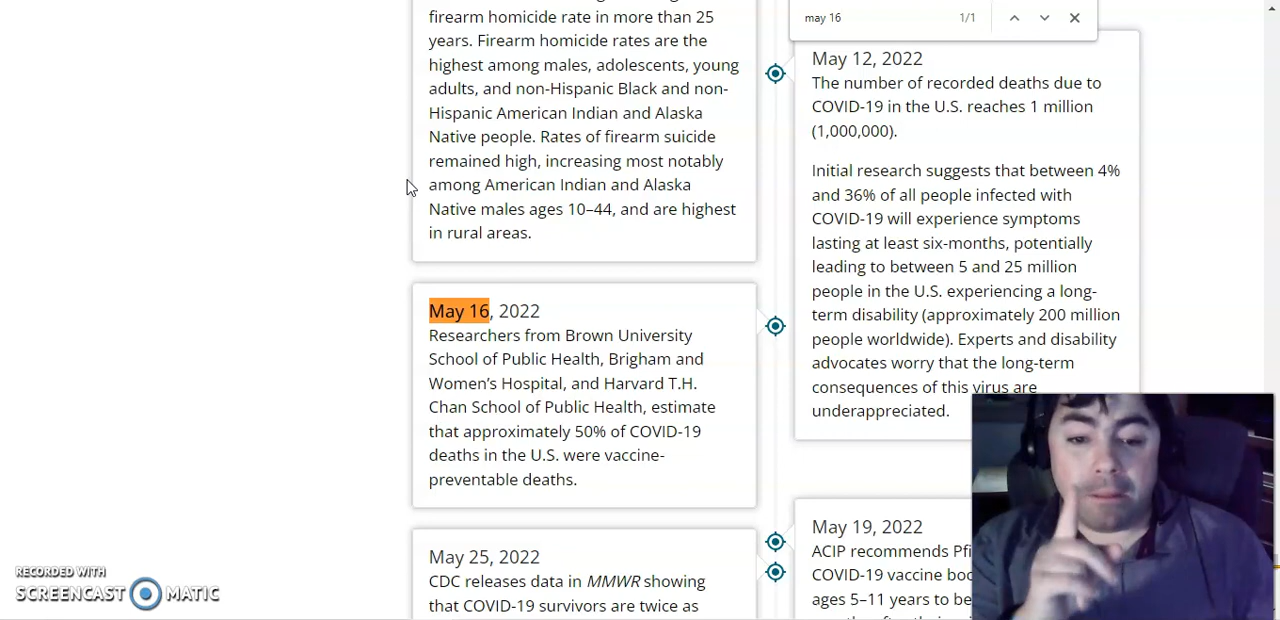 firearm homicide rate in more than 25
years. Firearm homicide rates are the
highest among males, adolescents, young
adults, and non-Hispanic Black and non-
Hispanic American Indian and Alaska
Native people. Rates of firearm suicide
remained high, increasing most notably
among American Indian and Alaska
Native males ages 10–44, and are highest
in rural areas.
may 16
1/1
May 12, 2022
The number of recorded deaths due to
COVID-19 in the U.S. reaches 1 million
(1,000,000).
Initial research suggests that between 4%
and 36% of all people infected with
COVID-19 will experience symptoms
lasting at least six-months, potentially
leading to between 5 and 25 million
people in the U.S. experiencing a long-
term disability (approximately 200 million
people worldwide). Experts and disability
advocates worry that the long-term
consequences of this virus are
underappreciated.
May 16, 2022
Researchers from Brown University
School of Public Health, Brigham and
Women’s Hospital, and Harvard T.H.
Chan School of Public Health, estimate
that approximately 50% of COVID-19
deaths in the U.S. were vaccine-
preventable deaths.
May 19, 2022
ACIP recommends
COVID-19 vaccine
ages 5–11 years to
May 25, 2022
CDC releases data in MMWR showing
that COVID-19 survivors are twice as
RECORDED WITH
SCREENCAST MATIC